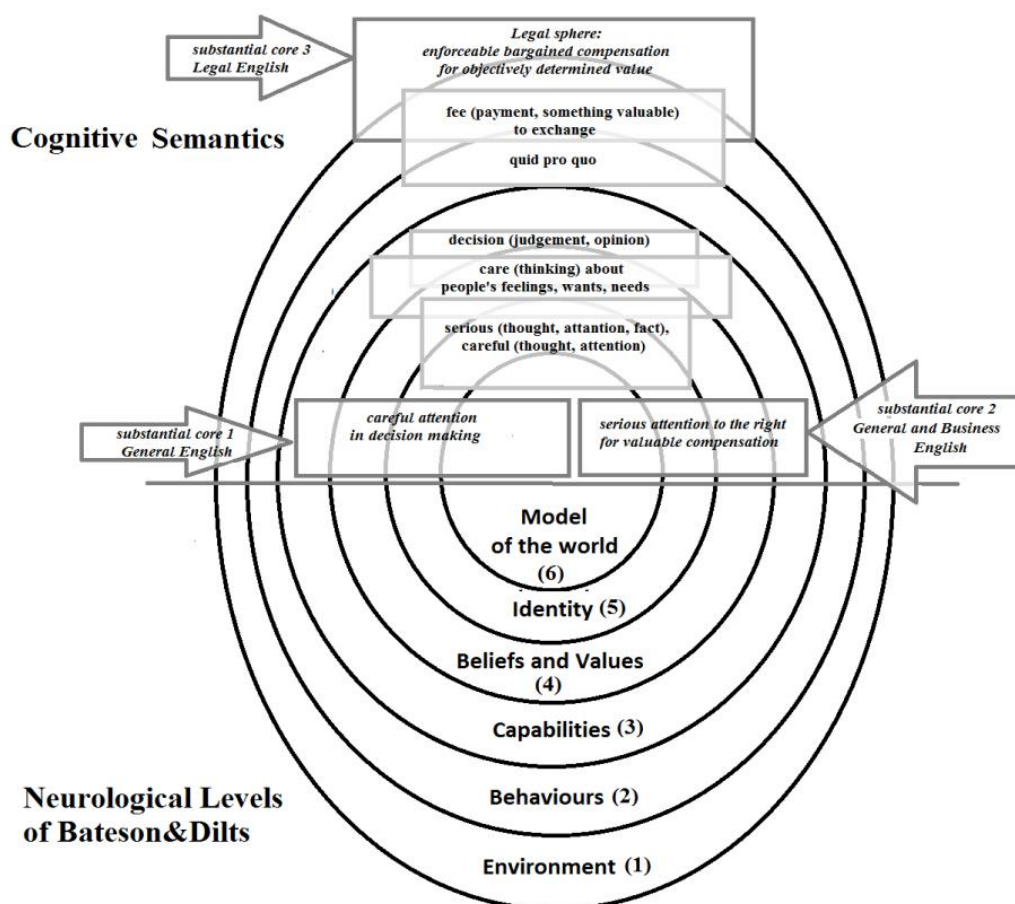 Legal sphere:
enforceable bargained compensation
for objectively determined value
substantial core 3
Legal English
fee (payment, something valuable)
to exchange
quid pro quo
Cognitive Semantics
decision (judgement, opinion)
care (thinking) about
people's feelings, wants, needs
serious (thought, attantion, fact),
careful (thought, attention)
substantial core 1
General English
careful attention
in decision making
serious attention to the right
for valuable compensation
substantial core 2
General and Business
English
Model
of the world
(6)
Identity (5)
Beliefs and Values
(4)
Capabilities (3)
Behaviours (2)
Environment (1)
Neurological Levels
of Bateson&Dilts